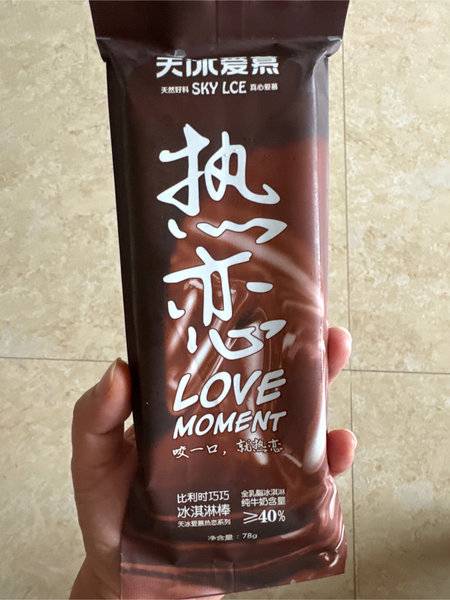 天冰爱慕
天然好料 SKY LCE 真心爱慕
热恋
LOVE
MOMENT
咬一口，就热恋
比利时巧巧
冰淇淋棒
天冰爱慕热恋系列
全乳脂冰淇淋
纯牛奶含量
≥40%
净含量：78g